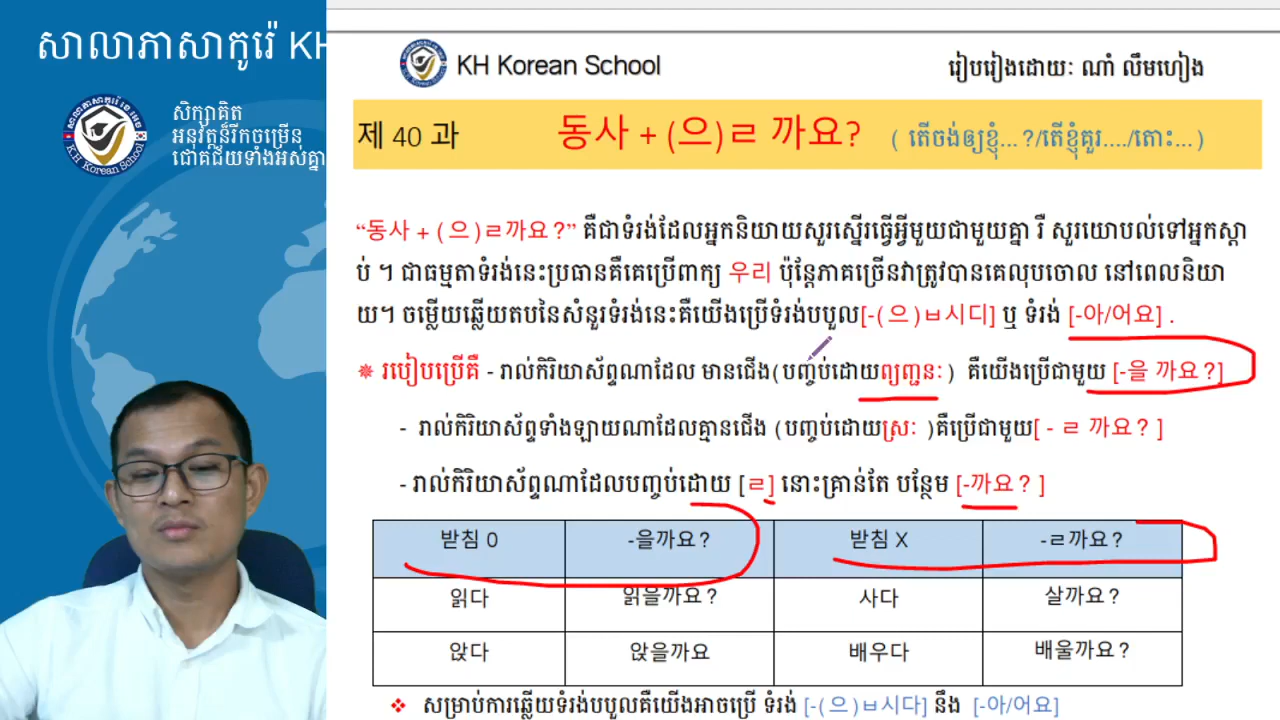 សាលាភាសាកូរ៉េ KH
សិក្សាគិត
អនុវត្តន៍រីកចម្រើន
ជោគជ័យទាំងអស់គ្នា
KH Korean School
រៀបរៀងដោយៈ ណាំ លឹមហៀង
제 40 과 동사 + (으)ㄹ 까요? ( តើចង់ឲ្យខ្ញុំ...?/តើខ្ញុំគួរ..../តោះ...)
“동사 + (으)ㄹ까요?” គឺជាទំរង់ដែលអ្នកនិយាយសួរស្នើរធ្វើអ្វីមួយជាមួយគ្នា រឺ សួរយោបល់ទៅអ្នកស្តា
ប់ ។ ជាធម្មតាទំរង់នេះប្រធានគឺគេប្រើពាក្យ 우리 ប៉ុន្តែភាគច្រើនវាត្រូវបានគេលុបចោល នៅពេលនិយា
យ។ ចម្លើយឆ្លើយតបនៃសំនួរទំរង់នេះគឺយើងប្រើទំរង់បបួល[-(으)ㅂ시디] ឬ ទំរង់ [-아/어요] .
✵ របៀបប្រើគឺ - រាល់កិរិយាស័ព្ទណាដែល មានជើង(បញ្ចប់ដោយព្យញ្ជនៈ) គឺយើងប្រើជាមួយ [-을 까요?]
- រាល់កិរិយាស័ព្ទទាំងឡាយណាដែលគ្មានជើង (បញ្ចប់ដោយស្រៈ )គឺប្រើជាមួយ[ - ㄹ 까요? ]
- រាល់កិរិយាស័ព្ទណាដែលបញ្ចប់ដោយ [ㄹ] នោះគ្រាន់តែ បន្ថែម [-까요? ]
받침 0 -을까요? 받침 X -ㄹ까요?
읽다 읽을까요? 사다 살까요?
앉다 앉을까요 배우다 배울까요?
❖ សម្រាប់ការឆ្លើយទំរង់បបួលគឺយើងអាចប្រើ ទំរង់ [-(으)ㅂ시다] នឹង [-아/어요]